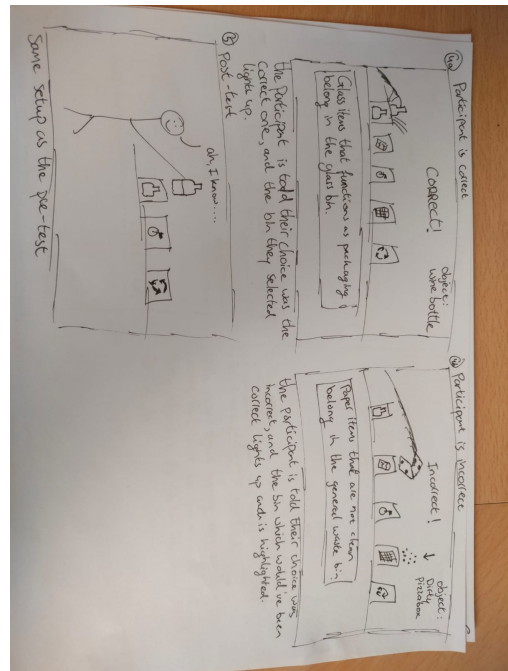 4a Participant is correct
CORRECT!
object:
wine bottle
Glass items that functions as packaging
belong in the glass bin.
the participant is told their choice was the
Correct one, and the bin they selected
lights up.
4b Participant is incorrect
Incorrect!
object:
Dirty
pizzabox
Paper items that are not clean
belong in the general waste bin
the participant is told their choice was
incorrect, and the bin which would've been
correct lights up and is highlighted.
5 Post-test
ah, I know....
Same setup as the pre-test